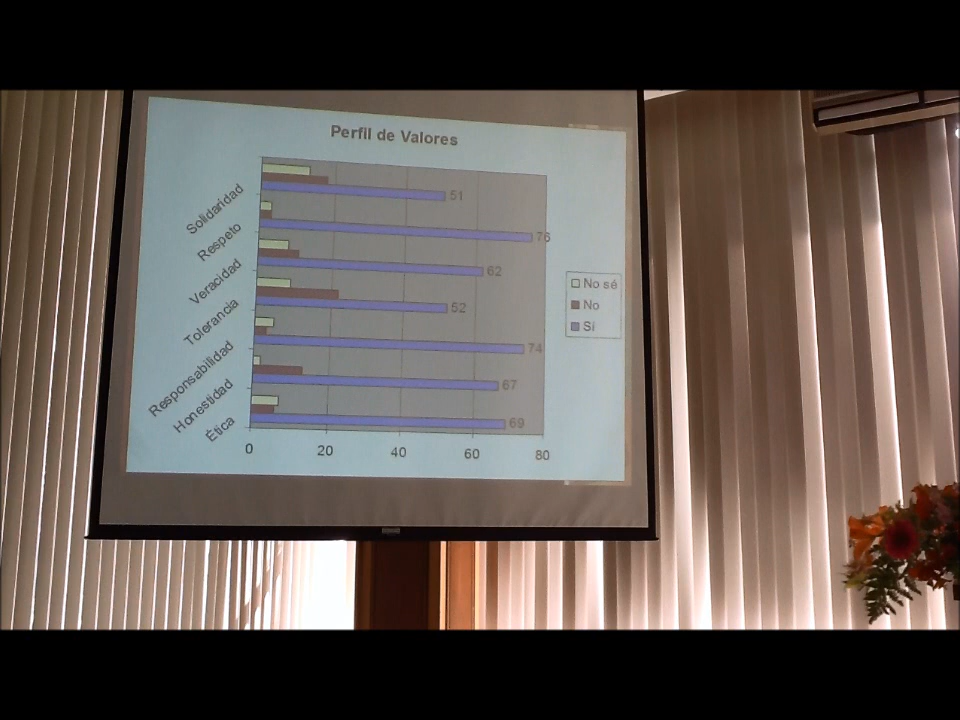 Perfil de Valores
Solidaridad
51
Respeto
76
Veracidad
62
Tolerancia
52
Responsabilidad
74
Honestidad
67
Ética
69
0 20 40 60 80
No sé
No
Sí